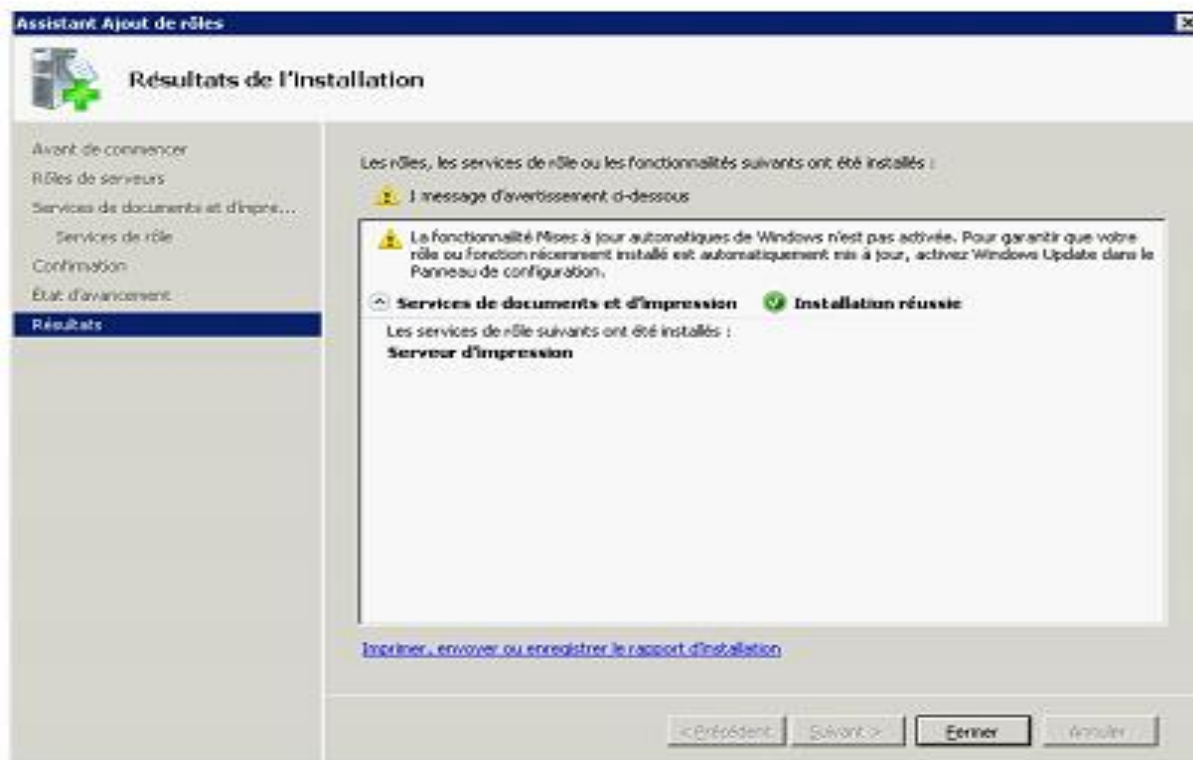 Assistant Ajout de rôles
Résultats de l'installation
Avant de commencer
Rôles de serveurs
Services de documents et d'impre...
Services de rôle
Confirmation
État d'avancement
Résultats
Les rôles, les services de rôle ou les fonctionnalités suivants ont été installés :
1 message d'avertissement ci-dessous
La fonctionnalité Mises à jour automatiques de Windows n'est pas activée. Pour garantir que votre
rôle ou fonction récemment installé est automatiquement mis à jour, activez Windows Update dans le
Panneau de configuration.
Services de documents et d'impression Installation réussie
Les services de rôle suivants ont été installés :
Serveur d'impression
Imprimer, envoyer ou enregistrer le rapport d'installation
< Précédent Suivant > Fermer Annuler